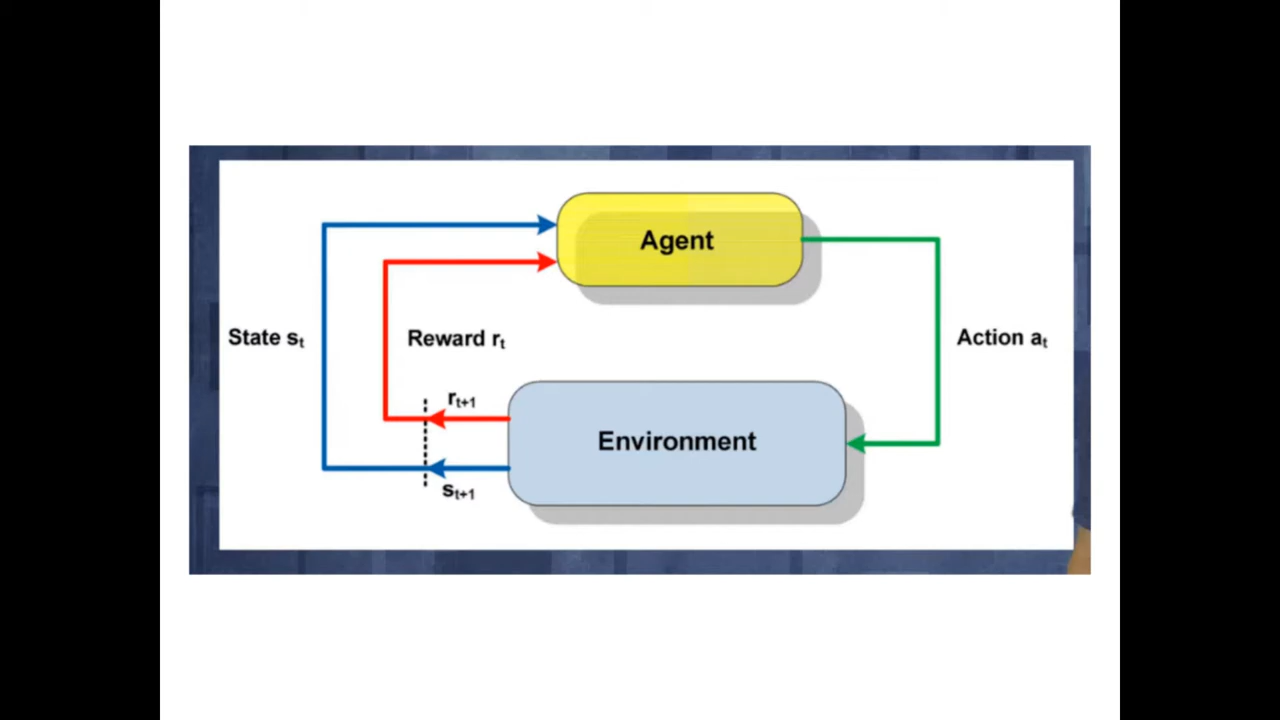 Agent
State sₜ
Reward rₜ
Action aₜ
rₜ₊₁
Environment
sₜ₊₁